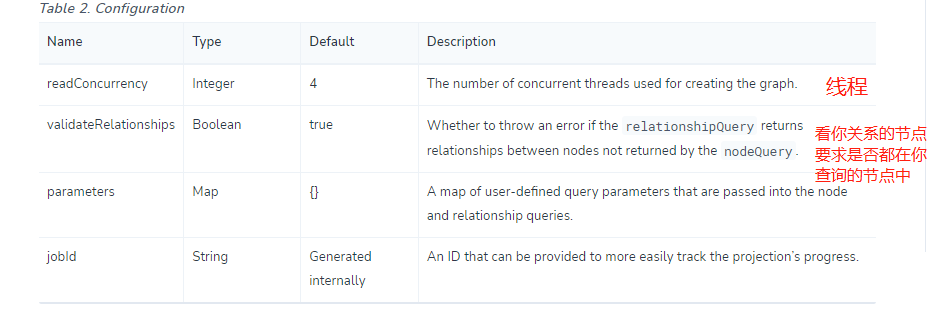 Table 2. Configuration
Name Type Default Description
readConcurrency Integer 4 The number of concurrent threads used for creating the graph. 线程
validateRelationships Boolean true Whether to throw an error if the relationshipQuery returns
relationships between nodes not returned by the nodeQuery.
看你关系的节点
要求是否都在你
查询的节点中
parameters Map {} A map of user-defined query parameters that are passed into the node
and relationship queries.
jobId String Generated An ID that can be provided to more easily track the projection's progress.
internally